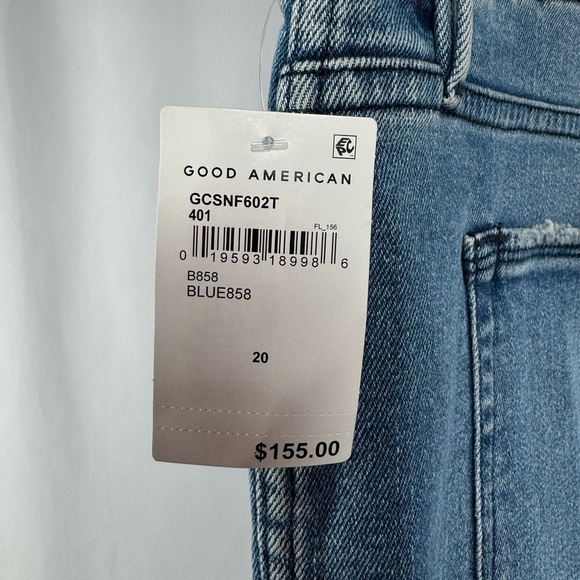 GOOD AMERICAN
GCSNF602T
401
FL_156
0 19593 18998 6
B858
BLUE858
20
$155.00